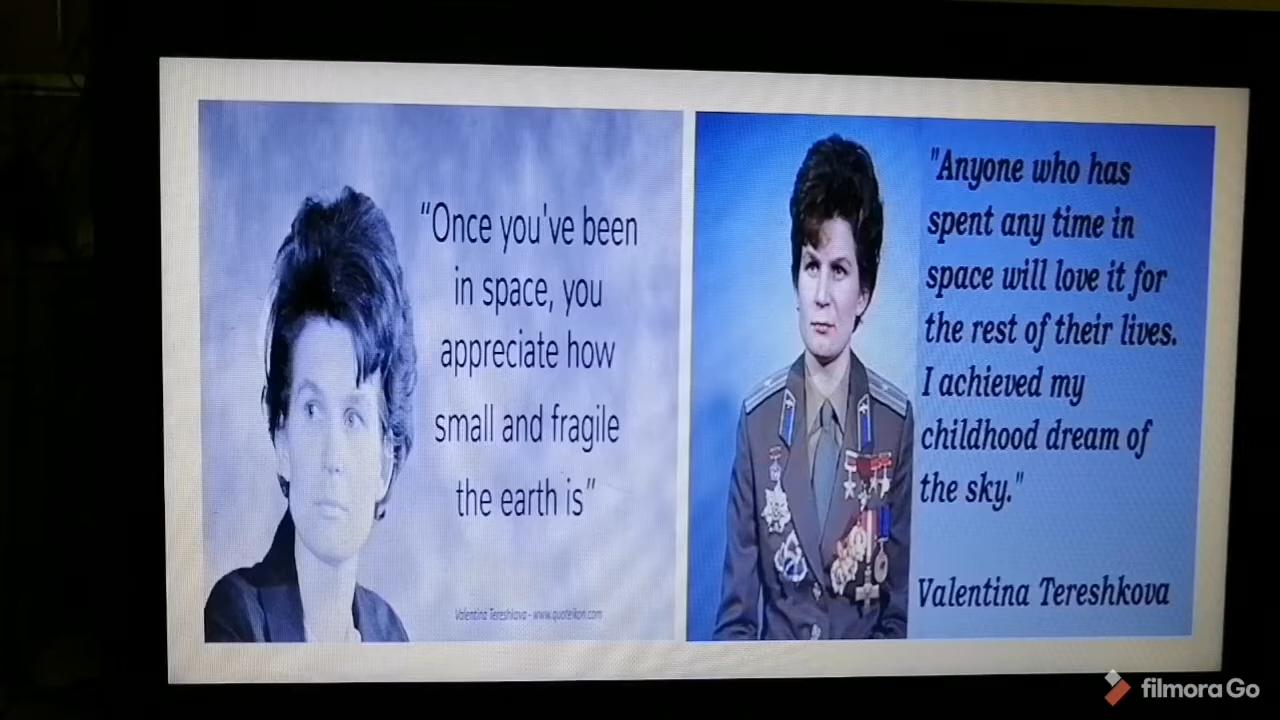 “Once you've been
in space, you
appreciate how
small and fragile
the earth is”
Valentina Tereshkova - www.quoteikon.com
"Anyone who has
spent any time in
space will love it for
the rest of their lives.
I achieved my
childhood dream of
the sky."
Valentina Tereshkova
filmoraGo